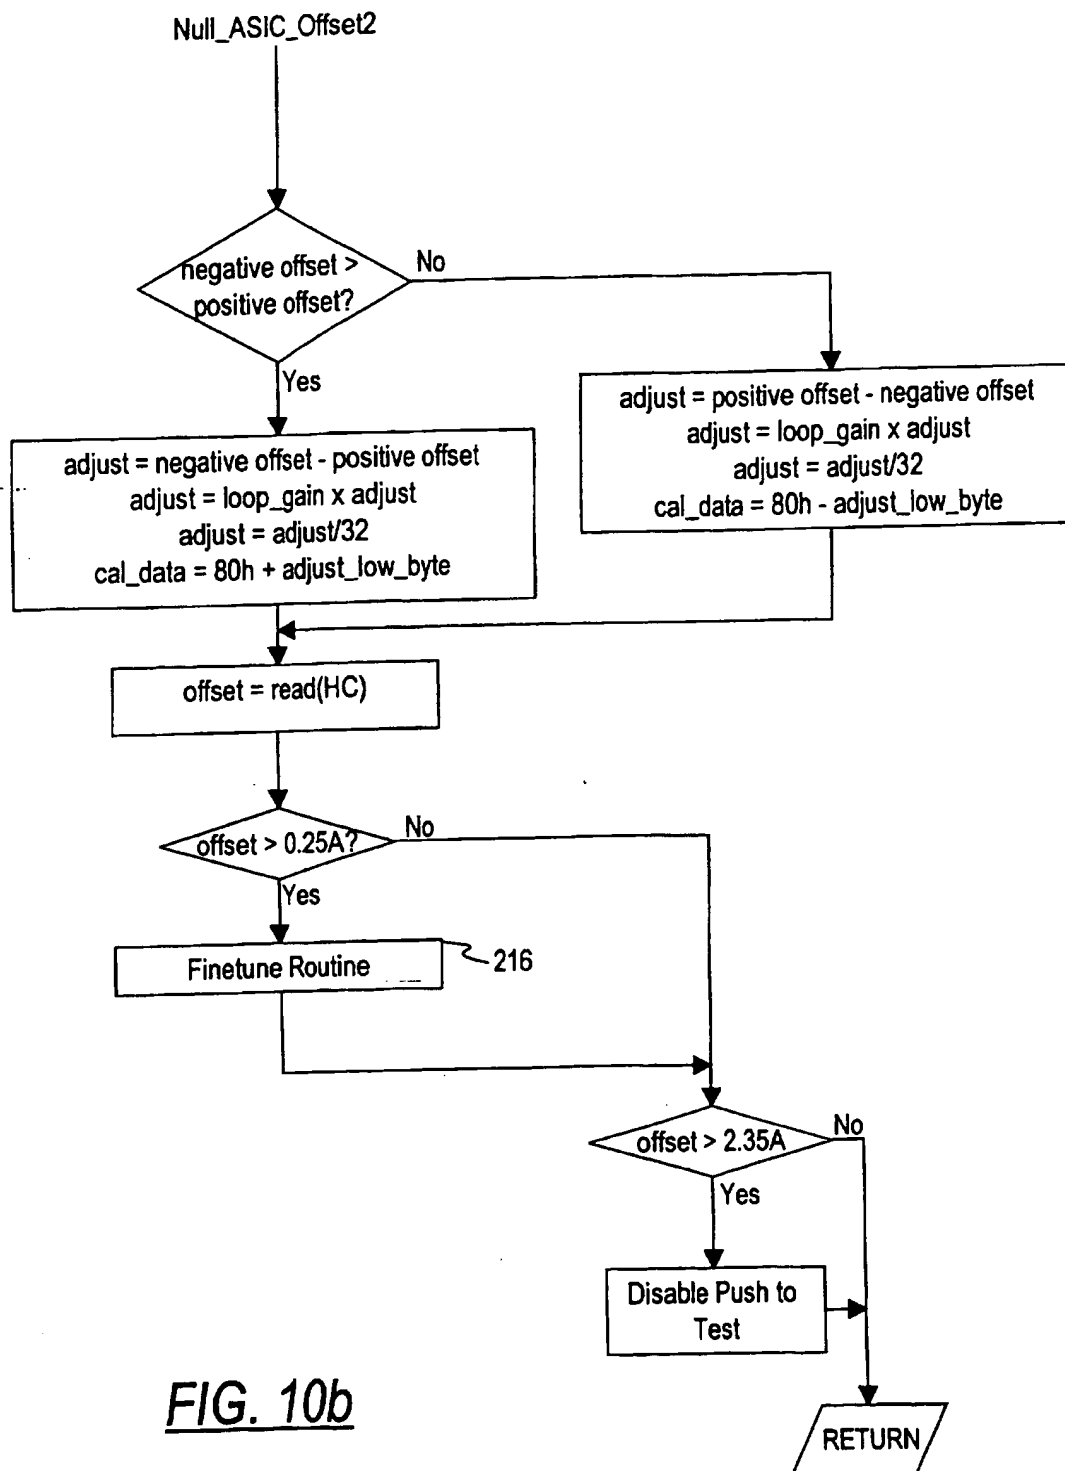 Null_ASIC_Offset2
negative offset >
positive offset?
No
Yes
adjust = positive offset - negative offset
adjust = loop_gain x adjust
adjust = adjust/32
cal_data = 80h - adjust_low_byte
adjust = negative offset - positive offset
adjust = loop_gain x adjust
adjust = adjust/32
cal_data = 80h + adjust_low_byte
offset = read(HC)
offset > 0.25A?
No
Yes
Finetune Routine
216
offset > 2.35A
No
Yes
Disable Push to
Test
RETURN
FIG. 10b